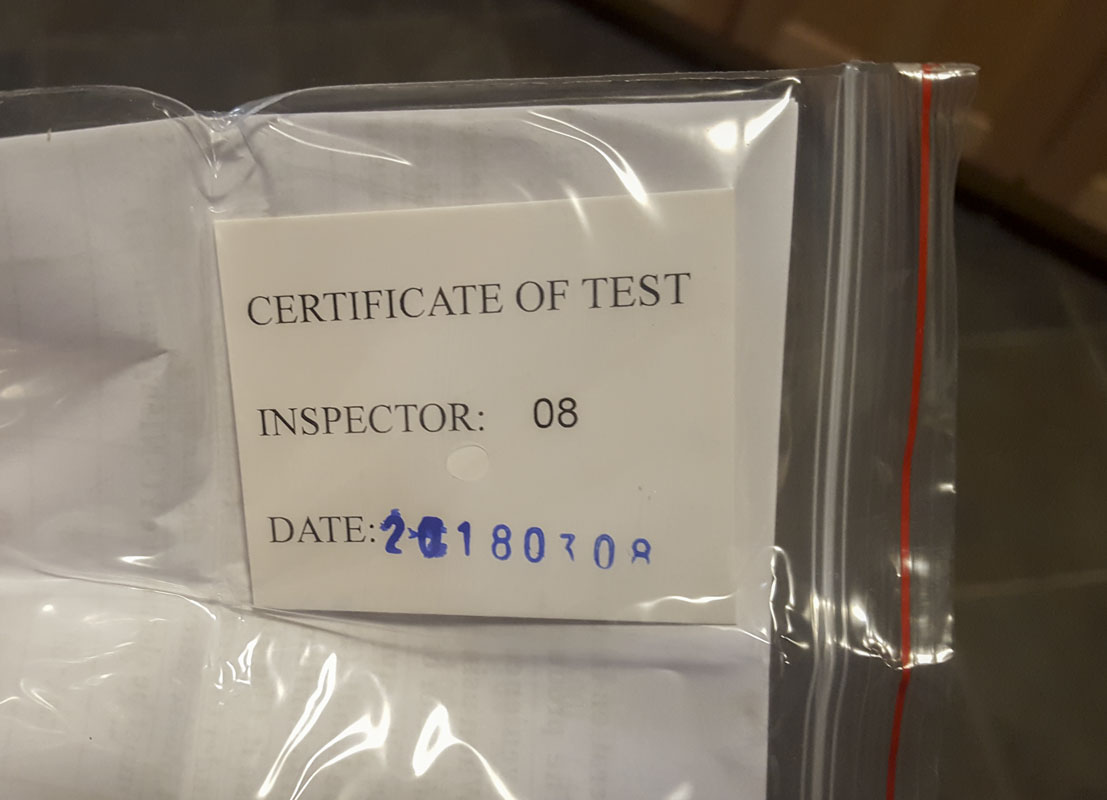 CERTIFICATE OF TEST
INSPECTOR: 08
DATE: 20180308